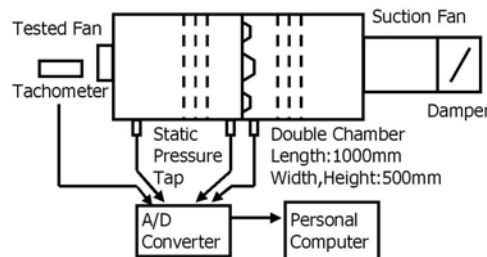 Tested Fan
Suction Fan
Tachometer
Damper
Static
Pressure
Tap
Double Chamber
Length:1000mm
Width,Height:500mm
A/D
Converter
Personal
Computer